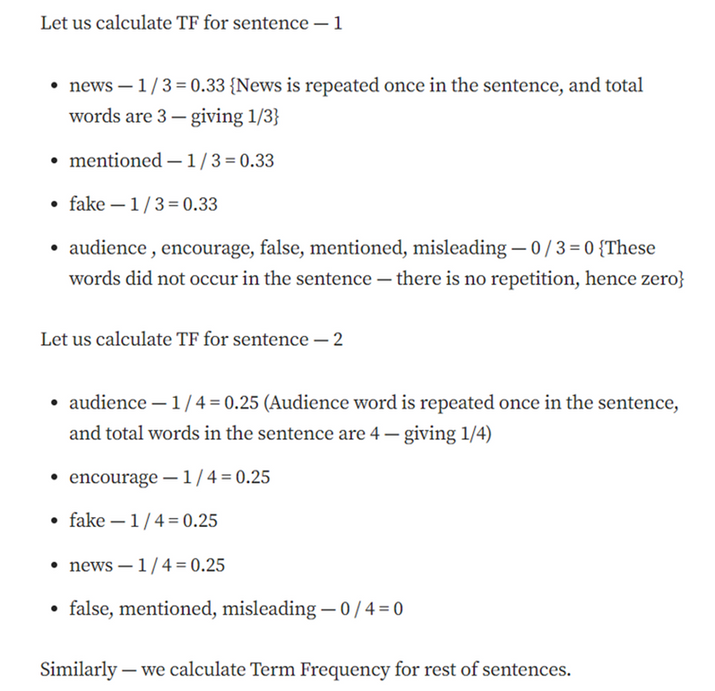 Let us calculate TF for sentence — 1
• news — 1 / 3 = 0.33 {News is repeated once in the sentence, and total
words are 3 — giving 1/3}
• mentioned — 1 / 3 = 0.33
• fake — 1 / 3 = 0.33
• audience , encourage, false, mentioned, misleading — 0 / 3 = 0 {These
words did not occur in the sentence — there is no repetition, hence zero}
Let us calculate TF for sentence — 2
• audience — 1 / 4 = 0.25 (Audience word is repeated once in the sentence,
and total words in the sentence are 4 — giving 1/4)
• encourage — 1 / 4 = 0.25
• fake — 1 / 4 = 0.25
• news — 1 / 4 = 0.25
• false, mentioned, misleading — 0 / 4 = 0
Similarly — we calculate Term Frequency for rest of sentences.